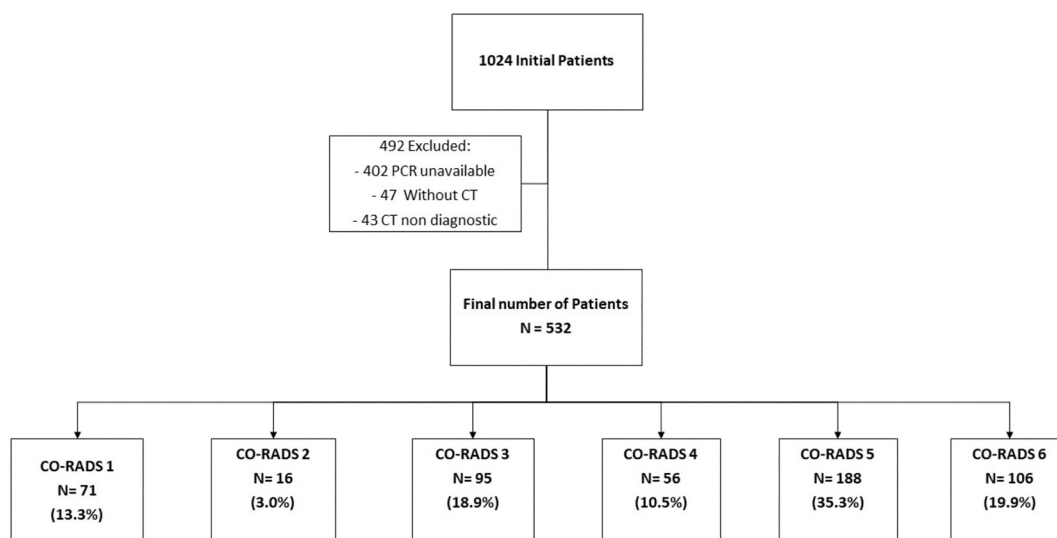 1024 Initial Patients
492 Excluded:
- 402 PCR unavailable
- 47 Without CT
- 43 CT non diagnostic
Final number of Patients
N = 532
CO-RADS 1
N= 71
(13.3%)
CO-RADS 2
N= 16
(3.0%)
CO-RADS 3
N= 95
(18.9%)
CO-RADS 4
N= 56
(10.5%)
CO-RADS 5
N= 188
(35.3%)
CO-RADS 6
N= 106
(19.9%)